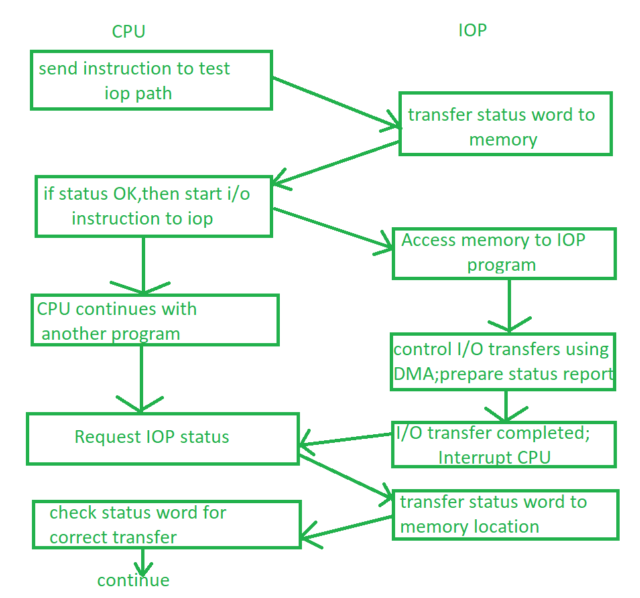 CPU
IOP
send instruction to test
iop path
transfer status word to
memory
if status OK,then start i/o
instruction to iop
Access memory to IOP
program
CPU continues with
another program
control I/O transfers using
DMA;prepare status report
Request IOP status
I/O transfer completed;
Interrupt CPU
transfer status word to
memory location
check status word for
correct transfer
continue